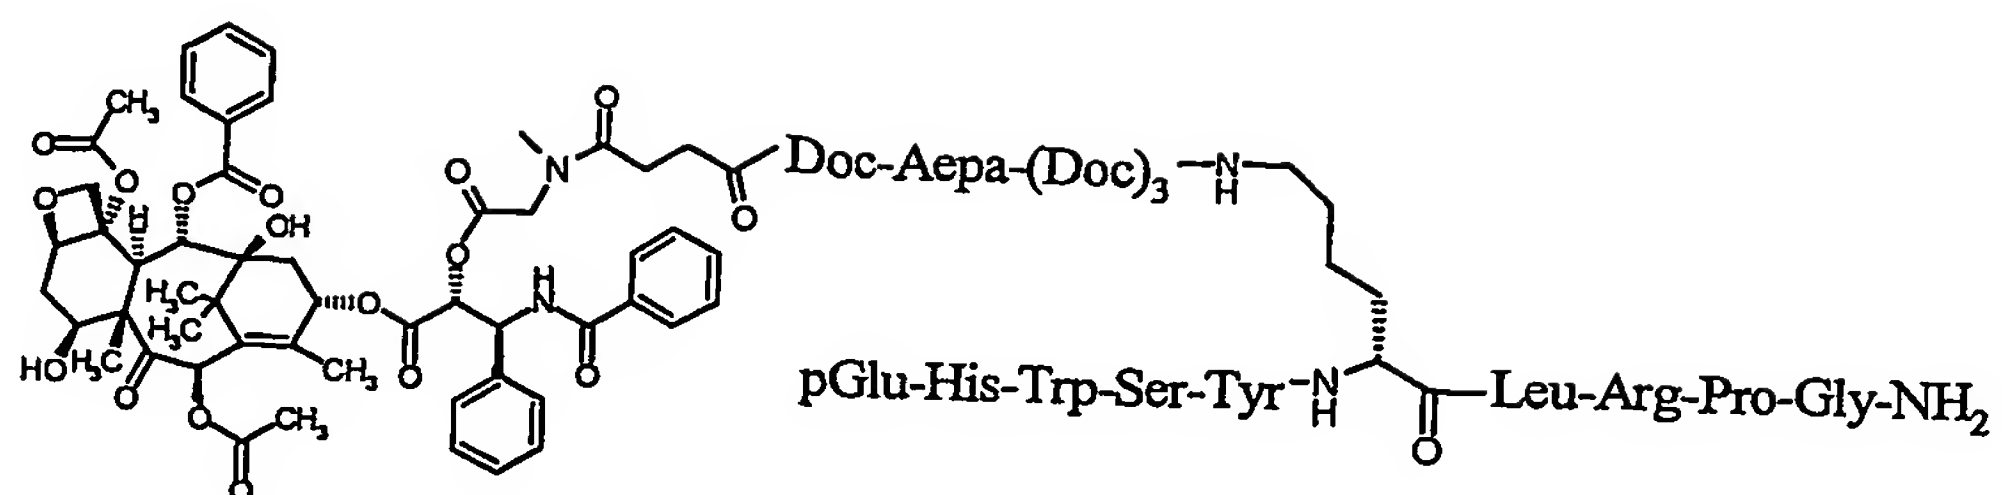 O
CH₃
O
O
Doc-Aepa-(Doc)₃
N
H
N
O
O
O
O
H
O
O
OH
O
O
H
N
H₃C
H₃C
O
O
O
HO
H₃C
O
CH₃
pGlu-His-Trp-Ser-Tyr
N
H
Leu-Arg-Pro-Gly-NH₂
O
O
CH₃
O